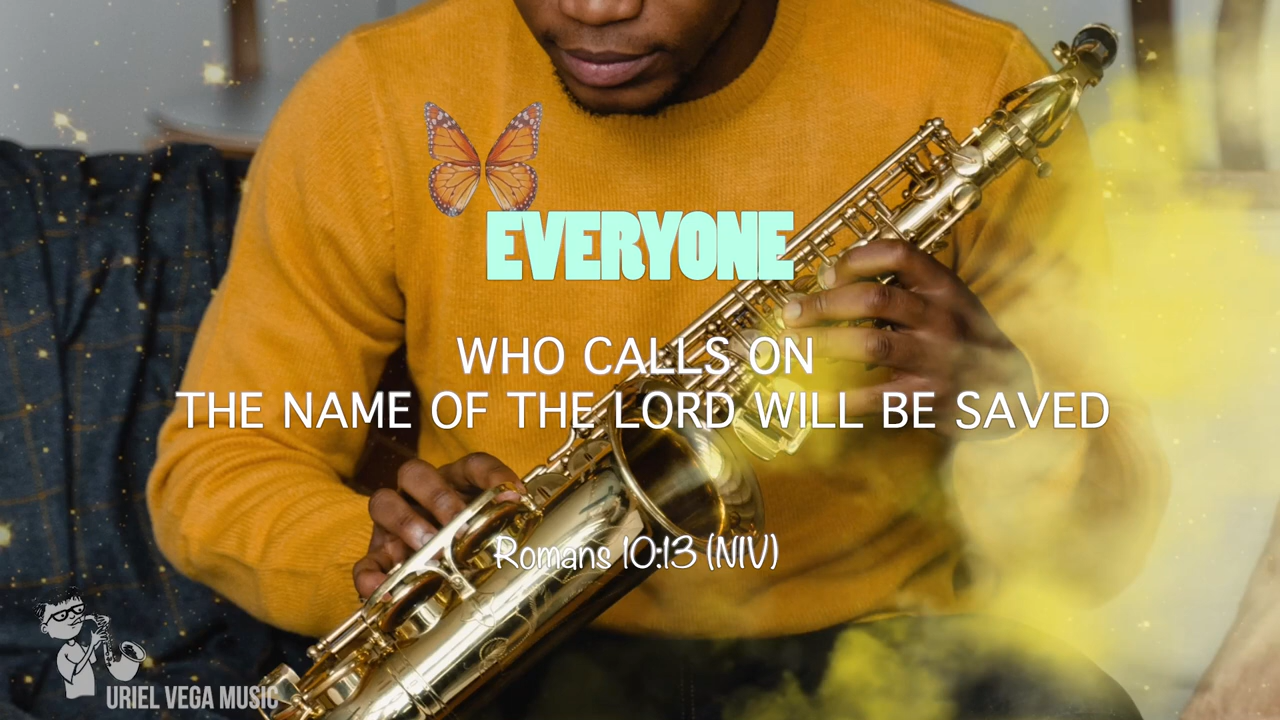 EVERYONE
WHO CALLS ON
THE NAME OF THE LORD WILL BE SAVED
Romans 10:13 (NIV)
URIEL VEGA MUSIC